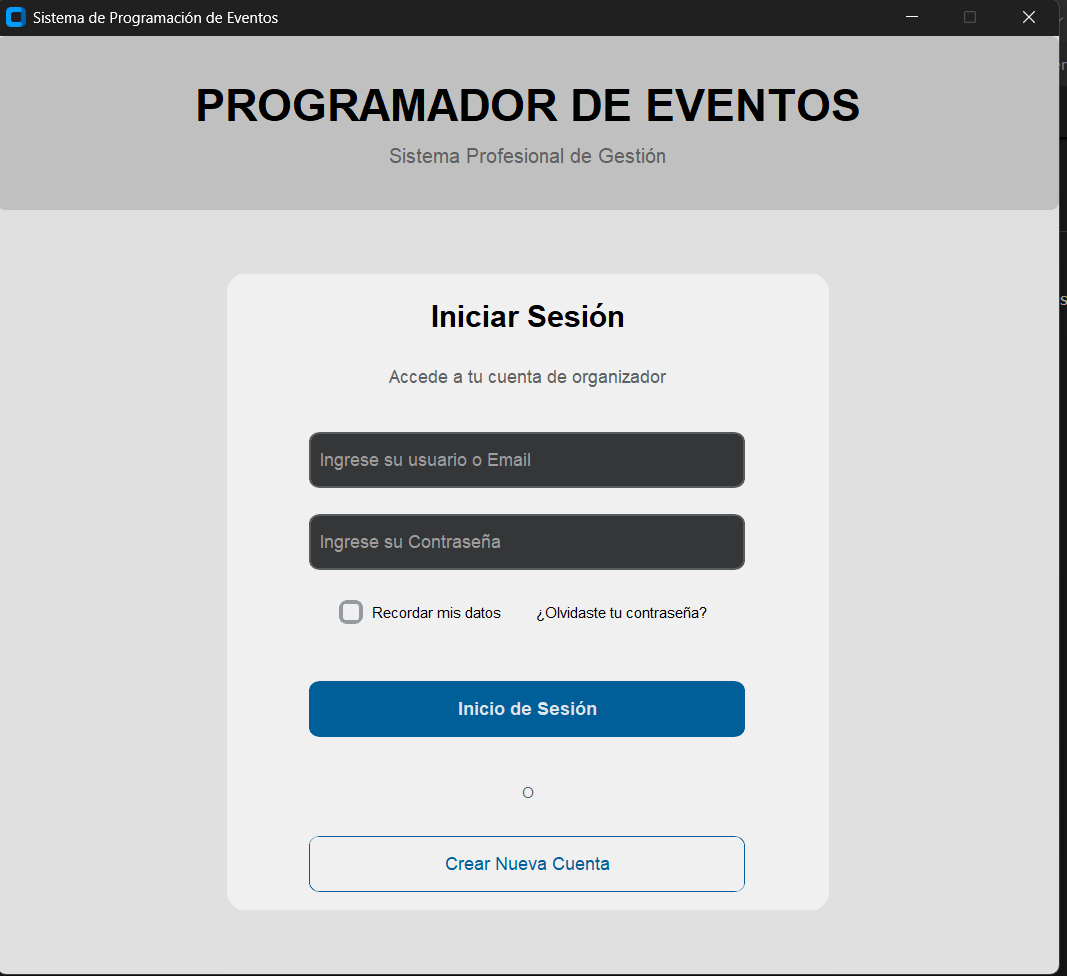 Sistema de Programación de Eventos
PROGRAMADOR DE EVENTOS
Sistema Profesional de Gestión
Iniciar Sesión
Accede a tu cuenta de organizador
Ingrese su usuario o Email
Ingrese su Contraseña
Recordar mis datos ¿Olvidaste tu contraseña?
Inicio de Sesión
O
Crear Nueva Cuenta